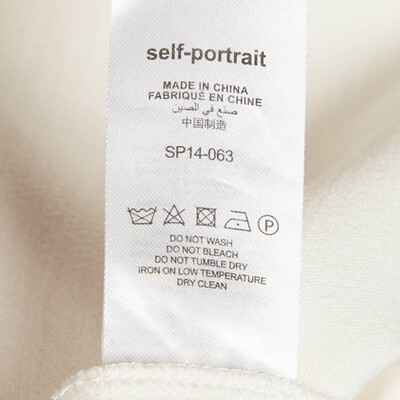 self-portrait
MADE IN CHINA
FABRIQUÉ EN CHINE
صنع في الصين
中国制造
SP14-063
P
DO NOT WASH
DO NOT BLEACH
DO NOT TUMBLE DRY
IRON ON LOW TEMPERATURE
DRY CLEAN